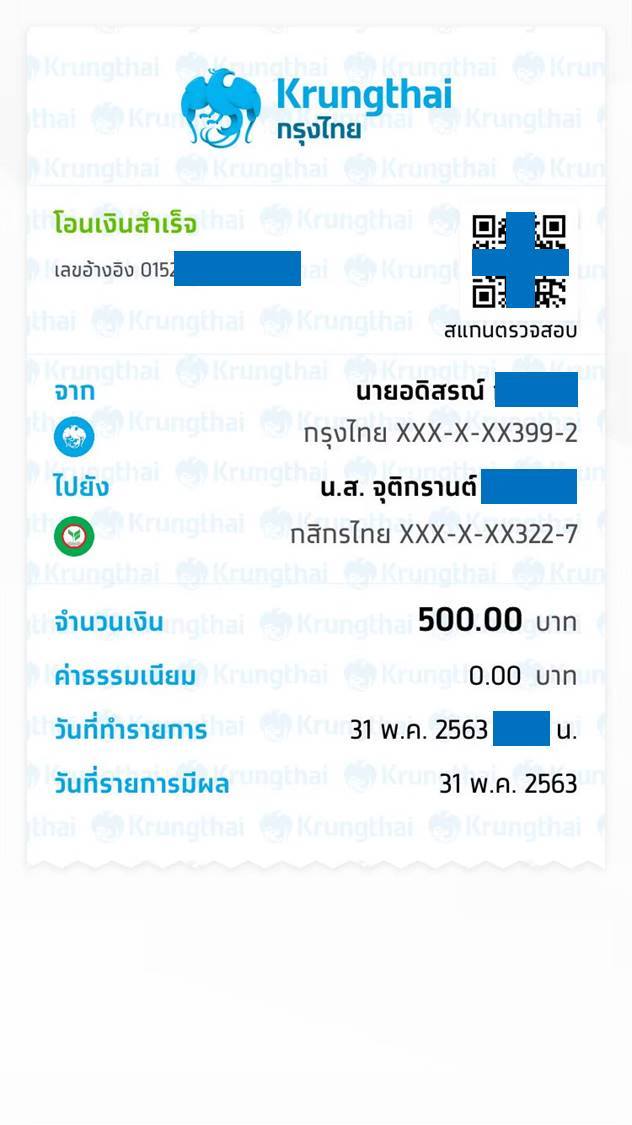 Krungthai
กรุงไทย
โอนเงินสำเร็จ
เลขอ้างอิง 0152
สแกนตรวจสอบ
จาก นายอดิสรณ์
กรุงไทย XXX-X-XX399-2
ไปยัง น.ส. จุติกรานต์
กสิกรไทย XXX-X-XX322-7
จำนวนเงิน 500.00 บาท
ค่าธรรมเนียม 0.00 บาท
วันที่ทำรายการ 31 พ.ค. 2563 น.
วันที่รายการมีผล 31 พ.ค. 2563